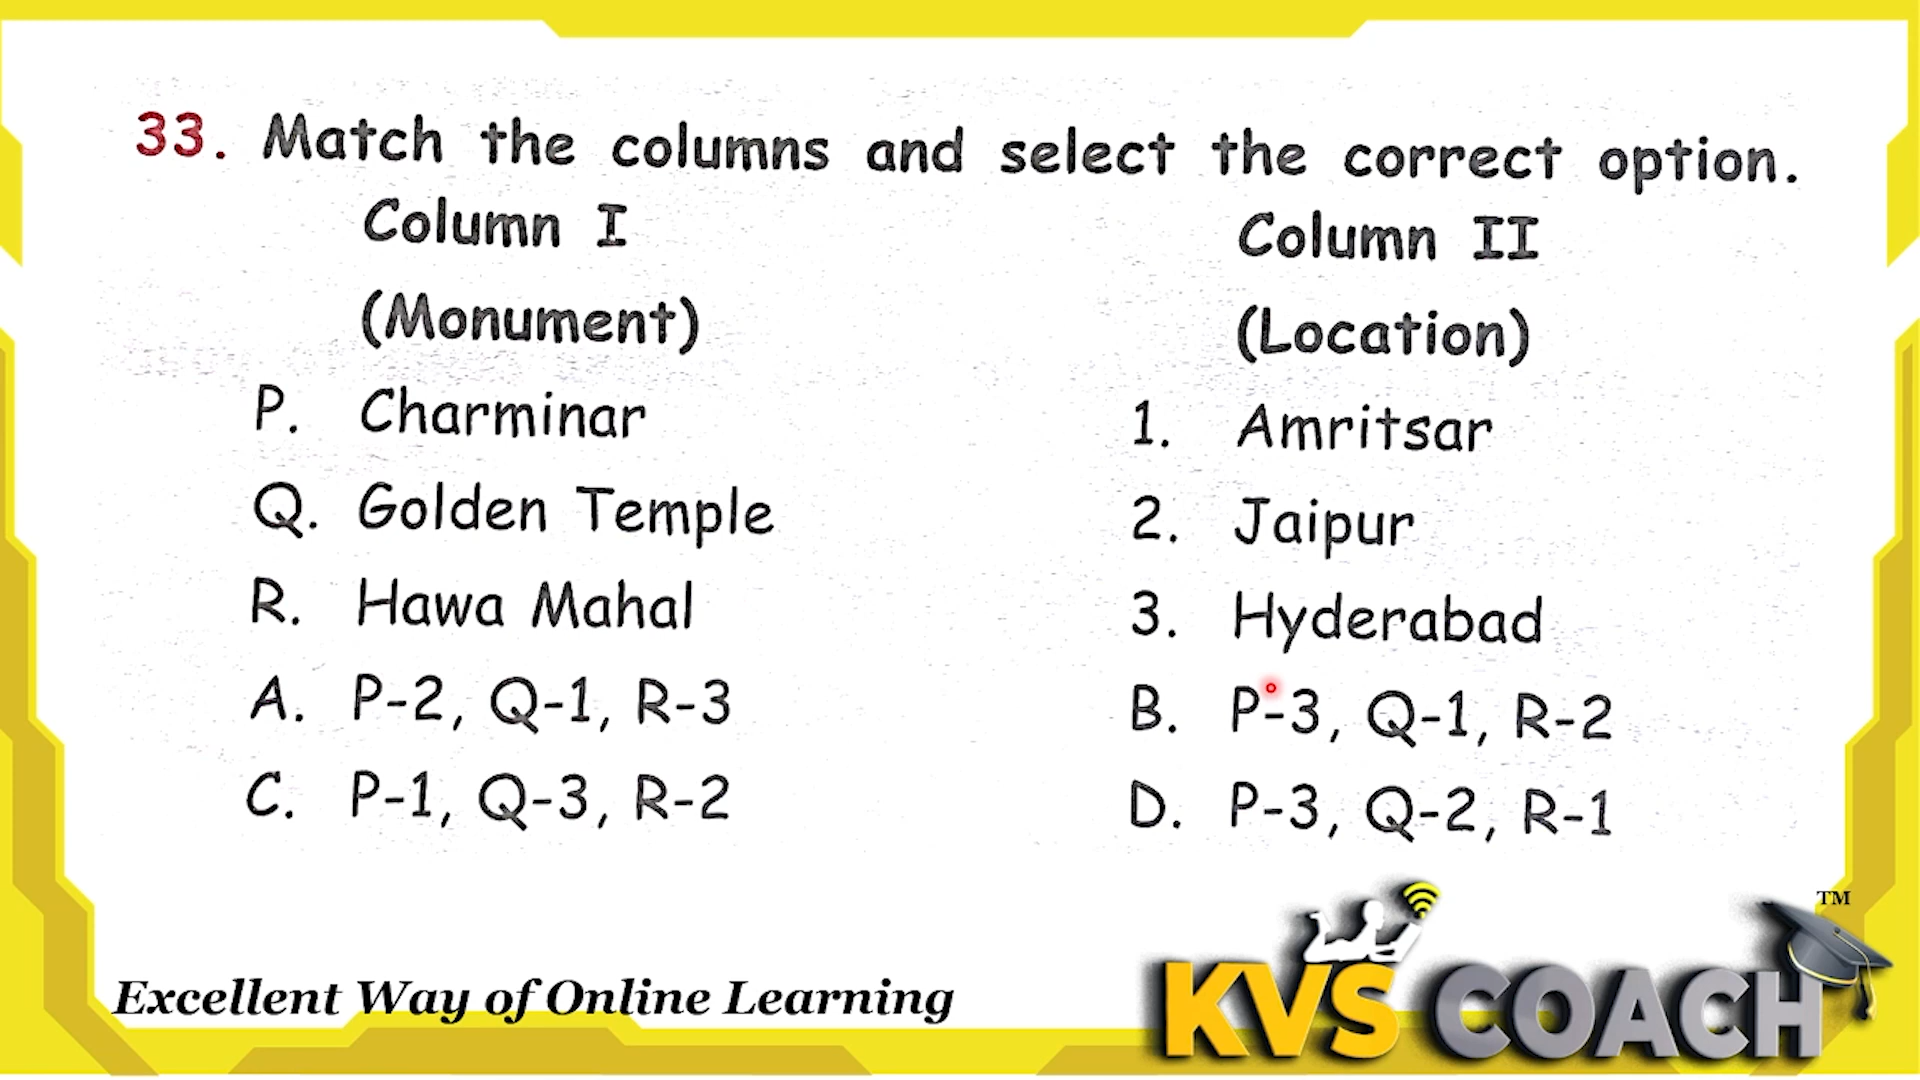 33. Match the columns and select the correct option.
Column I Column II
(Monument) (Location)
P. Charminar 1. Amritsar
Q. Golden Temple 2. Jaipur
R. Hawa Mahal 3. Hyderabad
A. P-2, Q-1, R-3 B. P-3, Q-1, R-2
C. P-1, Q-3, R-2 D. P-3, Q-2, R-1
Excellent Way of Online Learning
KVS COACH TM